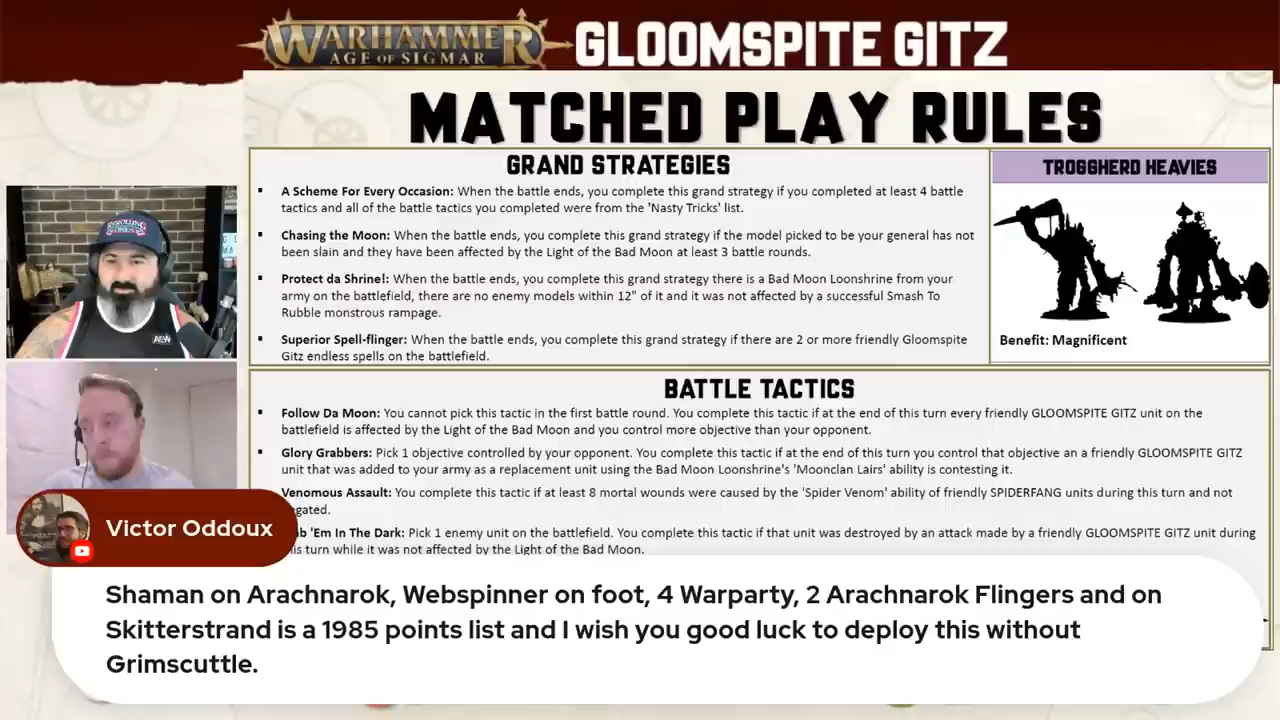 WARHAMMER
AGE OF SIGMAR
GLOOMSPITE GITZ
MATCHED PLAY RULES
GRAND STRATEGIES
▪ A Scheme For Every Occasion: When the battle ends, you complete this grand strategy if you completed at least 4 battle
tactics and all of the battle tactics you completed were from the 'Nasty Tricks' list.
▪ Chasing the Moon: When the battle ends, you complete this grand strategy if the model picked to be your general has not
been slain and they have been affected by the Light of the Bad Moon at least 3 battle rounds.
▪ Protect da Shrine!: When the battle ends, you complete this grand strategy there is a Bad Moon Loonshrine from your
army on the battlefield, there are no enemy models within 12" of it and it was not affected by a successful Smash To
Rubble monstrous rampage.
▪ Superior Spell-flinger: When the battle ends, you complete this grand strategy if there are 2 or more friendly Gloomspite
Gitz endless spells on the battlefield.
TROGGHERD HEAVIES
Benefit: Magnificent
BATTLE TACTICS
▪ Follow Da Moon: You cannot pick this tactic in the first battle round. You complete this tactic if at the end of this turn every friendly GLOOMSPITE GITZ unit on the
battlefield is affected by the Light of the Bad Moon and you control more objective than your opponent.
▪ Glory Grabbers: Pick 1 objective controlled by your opponent. You complete this tactic if at the end of this turn you control that objective an a friendly GLOOMSPITE GITZ
unit that was added to your army as a replacement unit using the Bad Moon Loonshrine's 'Moonclan Lairs' ability is contesting it.
Venomous Assault: You complete this tactic if at least 8 mortal wounds were caused by the 'Spider Venom' ability of friendly SPIDERFANG units during this turn and not
'Em In The Dark: Pick 1 enemy unit on the battlefield. You complete this tactic if that unit was destroyed by an attack made by a friendly GLOOMSPITE GITZ unit during
turn while it was not affected by the Light of the Bad Moon.
Victor Oddoux
Shaman on Arachnarok, Webspinner on foot, 4 Warparty, 2 Arachnarok Flingers and on
Skitterstrand is a 1985 points list and I wish you good luck to deploy this without
Grimscuttle.